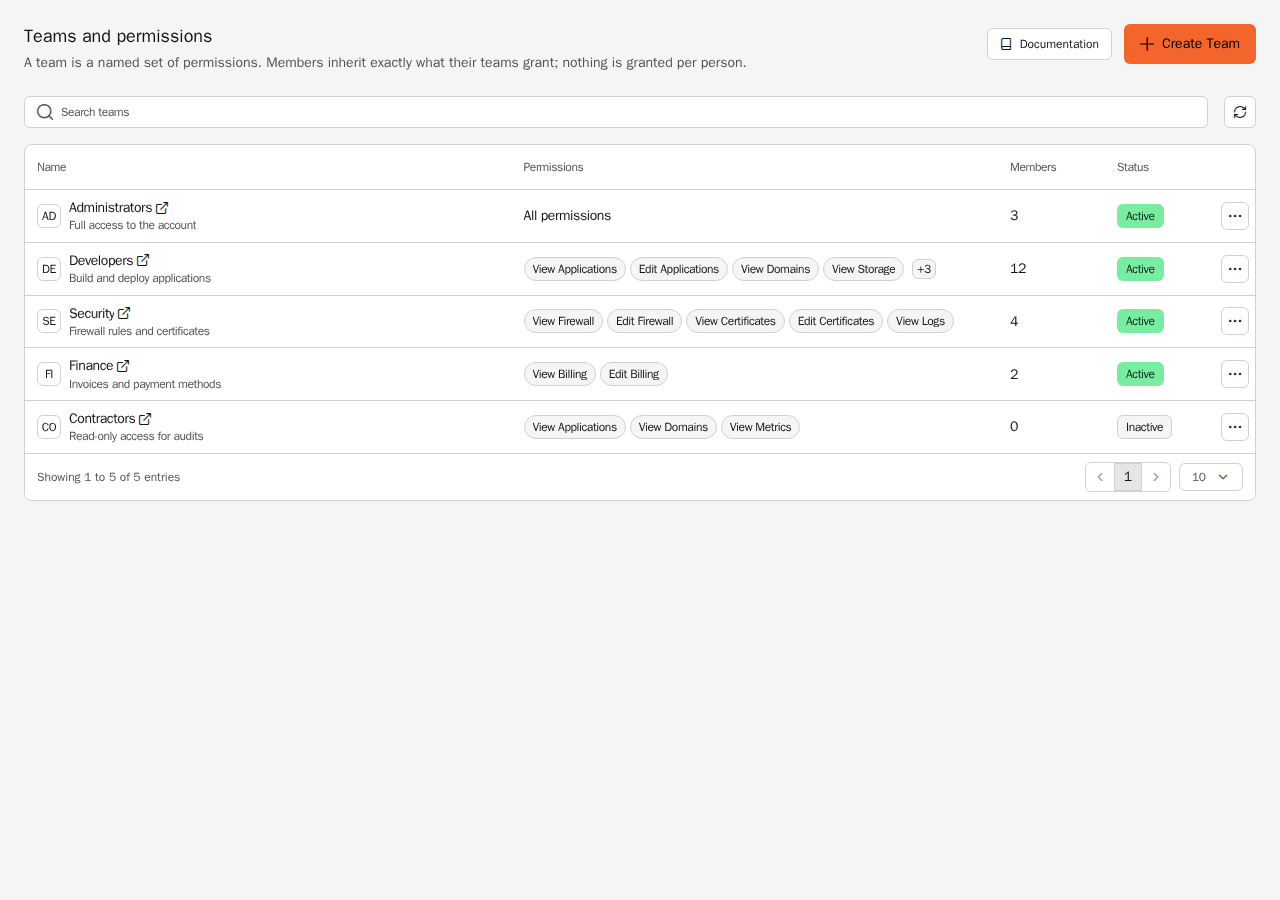 Teams and permissions
A team is a named set of permissions. Members inherit exactly what their teams grant; nothing is granted per person.
Documentation
Create Team
Search teams
Name Permissions Members Status
AD Administrators All permissions 3 Active
Full access to the account
DE Developers View Applications Edit Applications View Domains View Storage +3 12 Active
Build and deploy applications
SE Security View Firewall Edit Firewall View Certificates Edit Certificates View Logs 4 Active
Firewall rules and certificates
FI Finance View Billing Edit Billing 2 Active
Invoices and payment methods
CO Contractors View Applications View Domains View Metrics 0 Inactive
Read-only access for audits
Showing 1 to 5 of 5 entries 1 10